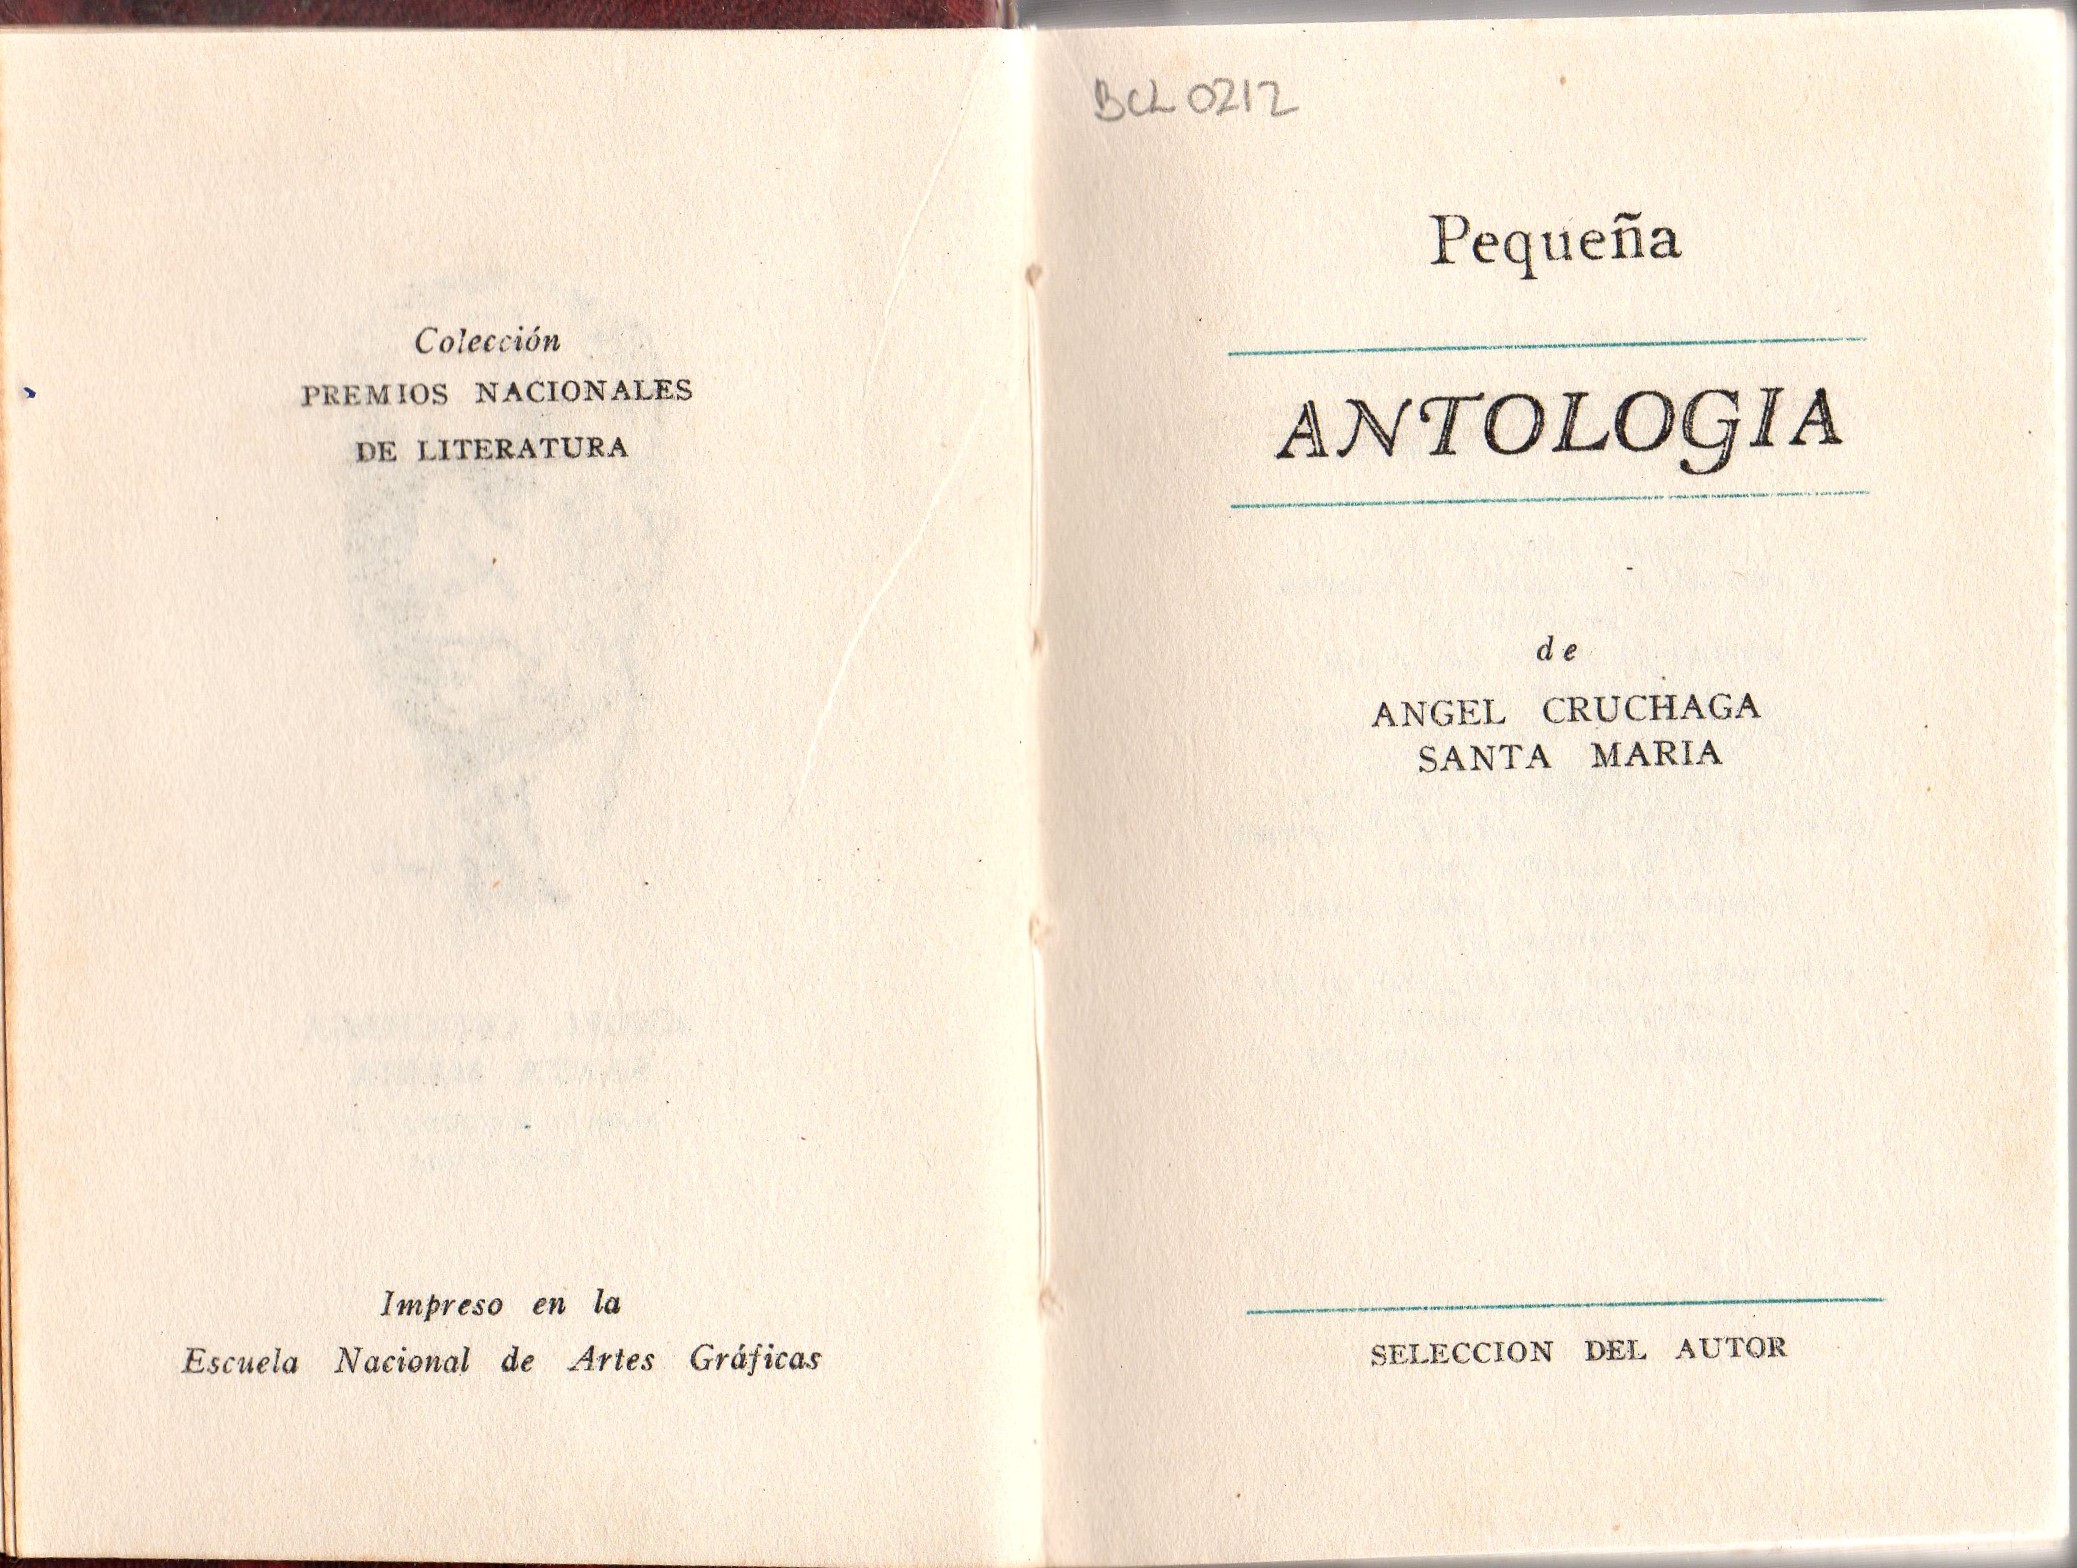 Colección
PREMIOS NACIONALES
DE LITERATURA
Impreso en la
Escuela Nacional de Artes Gráficas
BCL 0212
Pequeña
ANTOLOGIA
de
ANGEL CRUCHAGA
SANTA MARIA
SELECCION DEL AUTOR